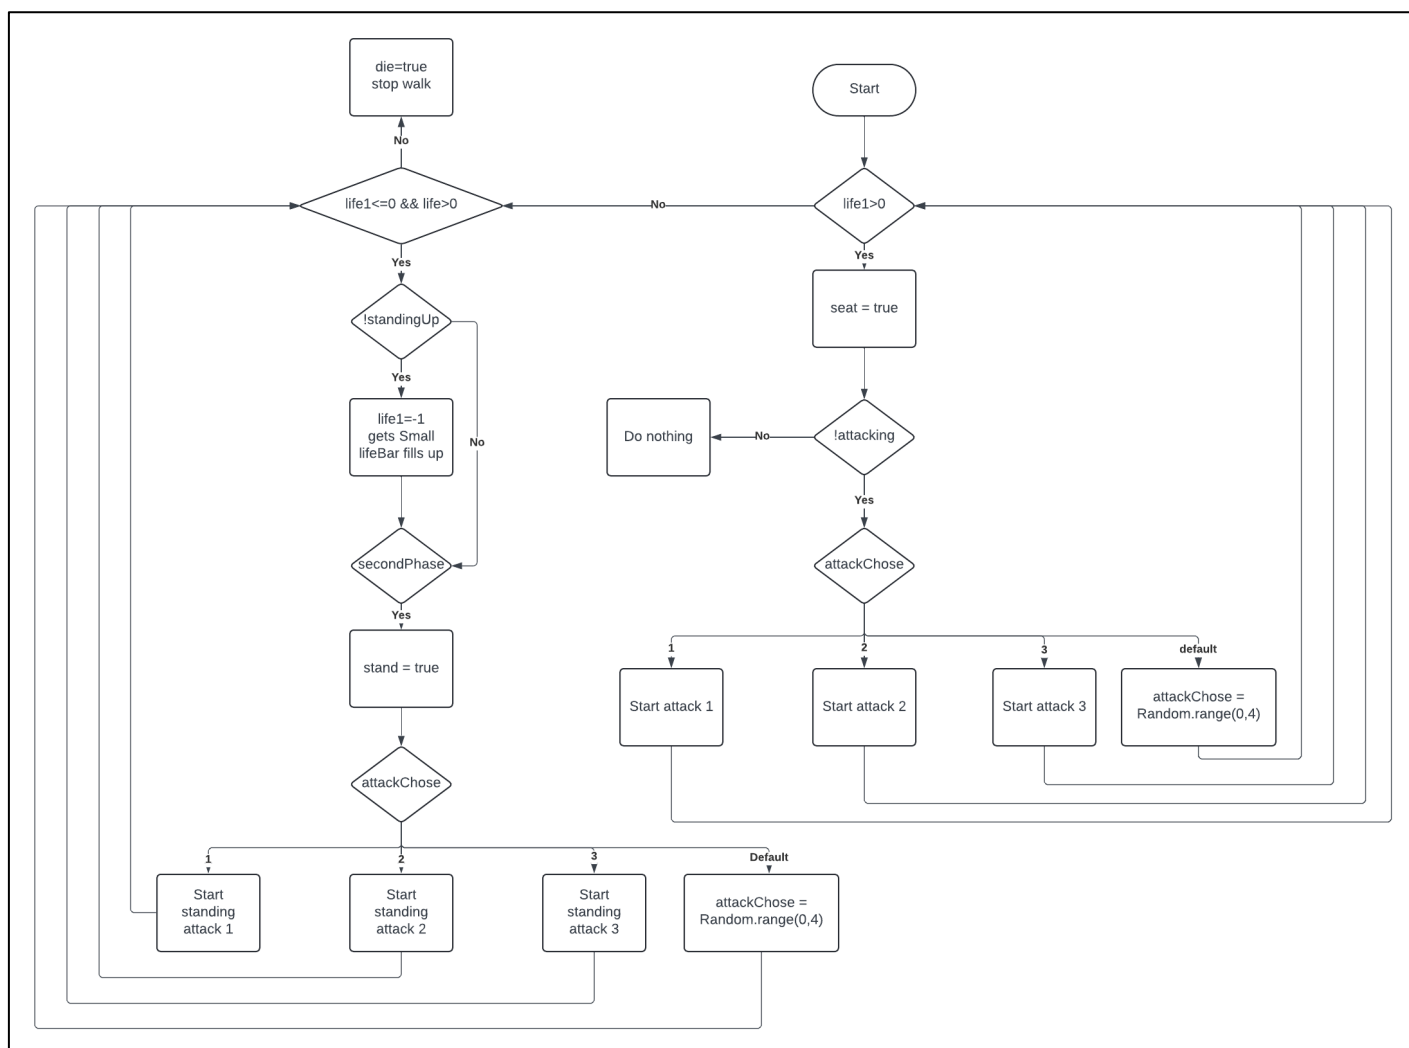 die=true
stop walk
Start
No
life1<=0 && life>0
No
life1>0
Yes
Yes
!standingUp
seat = true
Yes
life1=-1
gets Small
lifeBar fills up
No
Do nothing
No
!attacking
Yes
secondPhase
attackChose
Yes
stand = true
1
2
3
default
Start attack 1
Start attack 2
Start attack 3
attackChose =
Random.range(0,4)
attackChose
1
2
3
Default
Start
standing
attack 1
Start
standing
attack 2
Start
standing
attack 3
attackChose =
Random.range(0,4)